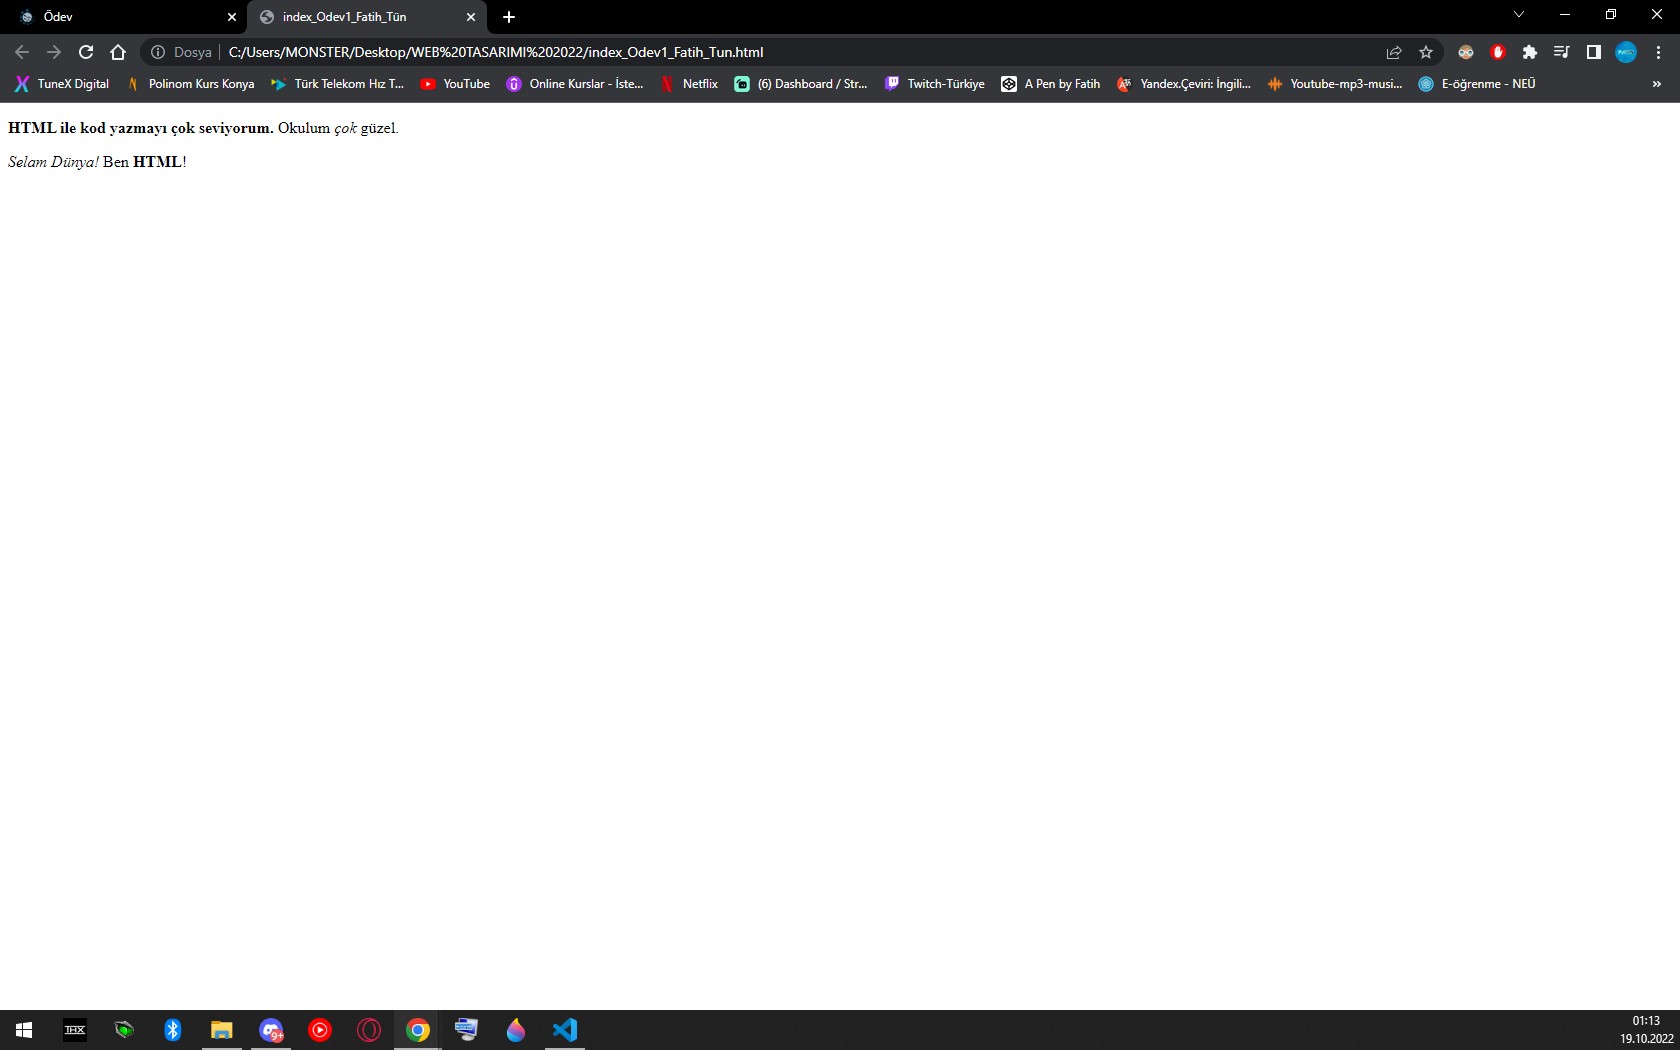 Ödev
index_Odev1_Fatih_Tün
Dosya
C:/Users/MONSTER/Desktop/WEB%20TASARIMI%202022/index_Odev1_Fatih_Tun.html
TuneX Digital
Polinom Kurs Konya
Türk Telekom Hız T...
YouTube
Online Kurslar - İste...
Netflix
(6) Dashboard / Str...
Twitch-Türkiye
A Pen by Fatih
Yandex.Çeviri: İngili...
Youtube-mp3-musi...
E-öğrenme - NEÜ
»
HTML ile kod yazmayı çok seviyorum. Okulum çok güzel.
Selam Dünya! Ben HTML!
THX
9+
01:13
19.10.2022